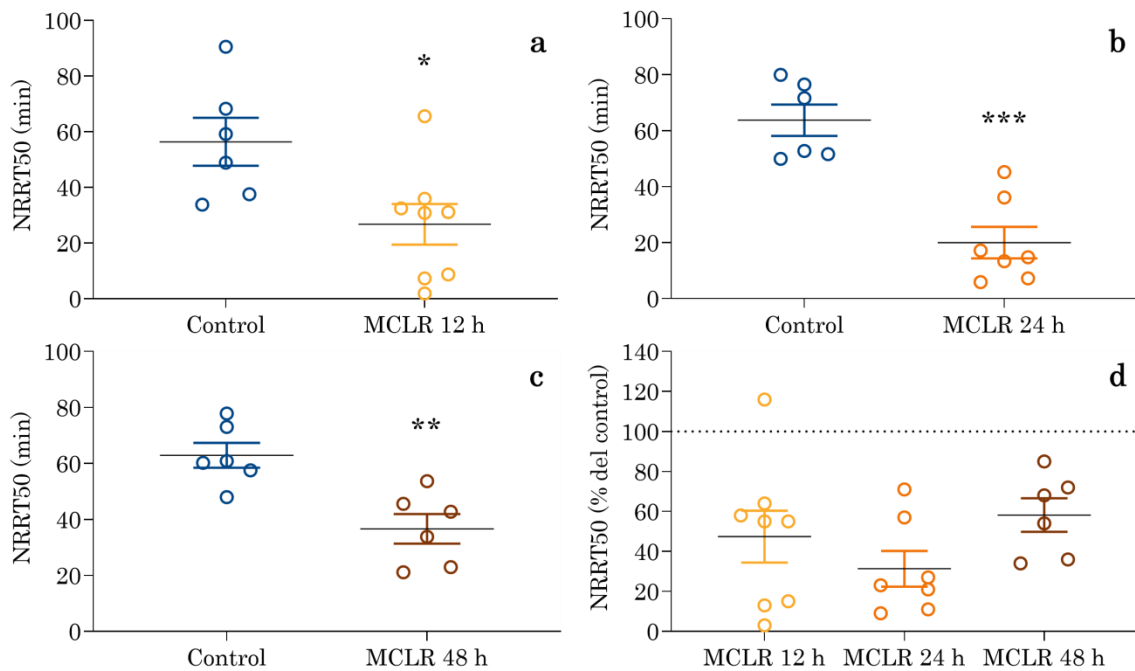 a
NRRT50 (min)
100
80
60
40
20
0
*
Control
MCLR 12 h
b
NRRT50 (min)
100
80
60
40
20
0
***
Control
MCLR 24 h
c
NRRT50 (min)
100
80
60
40
20
0
**
Control
MCLR 48 h
d
NRRT50 (% del control)
140
120
100
80
60
40
20
0
MCLR 12 h
MCLR 24 h
MCLR 48 h